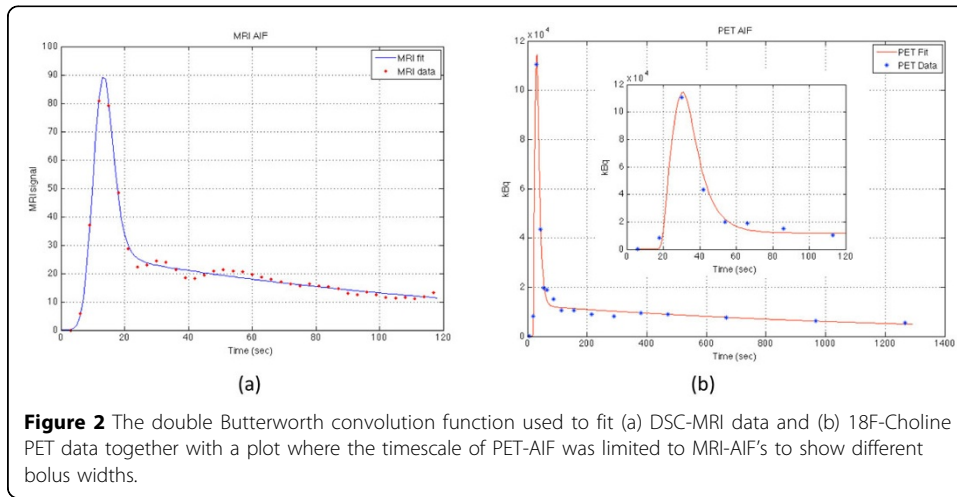 MRI AIF
100
90
80
70
60
50
40
30
20
10
0
MRI signal
0 20 40 60 80 100 120
Time (sec)
MRI fit
MRI data
(a)
PET AIF
× 10⁴
12
10
8
6
4
2
0
kBq
0 200 400 600 800 1000 1200 1400
Time (sec)
PET Fit
PET Data
× 10⁴
12
10
8
6
4
2
0
kBq
0 20 40 60 80 100 120
Time (sec)
(b)
Figure 2 The double Butterworth convolution function used to fit (a) DSC-MRI data and (b) 18F-Choline
PET data together with a plot where the timescale of PET-AIF was limited to MRI-AIF's to show different
bolus widths.